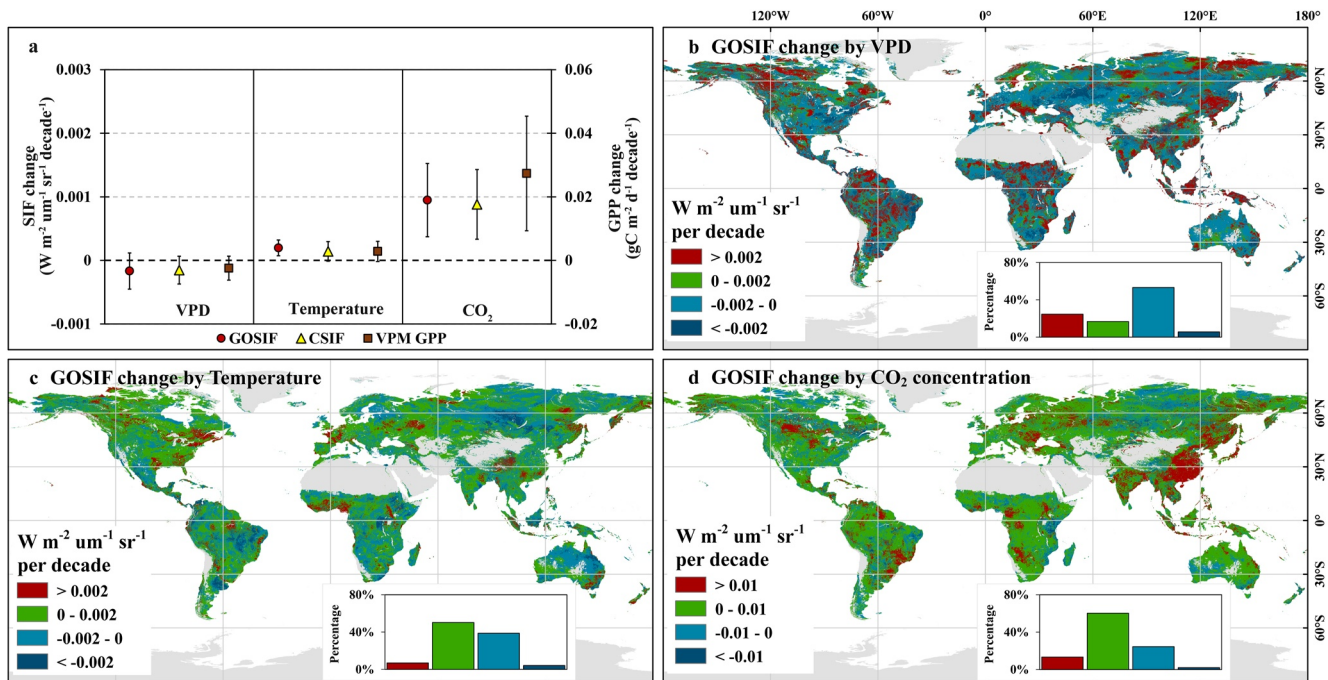 120°W 60°W 0° 60°E 120°E 180°
a
0.003
0.002
0.001
0
-0.001
SIF change
(W m⁻² um⁻¹ sr⁻¹ decade⁻¹)
0.06
0.04
0.02
0
-0.02
GPP change
(gC m⁻² d⁻¹ decade⁻¹)
VPD Temperature CO₂
GOSIF CSIF VPM GPP
b GOSIF change by VPD
60°N
30°N
0°
30°S
60°S
W m⁻² um⁻¹ sr⁻¹
per decade
> 0.002
0 - 0.002
-0.002 - 0
< -0.002
Percentage
80%
40%
0%
c GOSIF change by Temperature
W m⁻² um⁻¹ sr⁻¹
per decade
> 0.002
0 - 0.002
-0.002 - 0
< -0.002
Percentage
80%
40%
0%
d GOSIF change by CO₂ concentration
60°N
30°N
0°
30°S
60°S
W m⁻² um⁻¹ sr⁻¹
per decade
> 0.01
0 - 0.01
-0.01 - 0
< -0.01
Percentage
80%
40%
0%